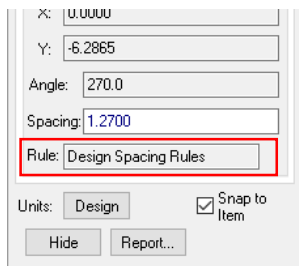 X: 0.0000
Y: -6.2865
Angle: 270.0
Spacing: 1.2700
Rule: Design Spacing Rules
Units: Design Snap to
Item
Hide Report...